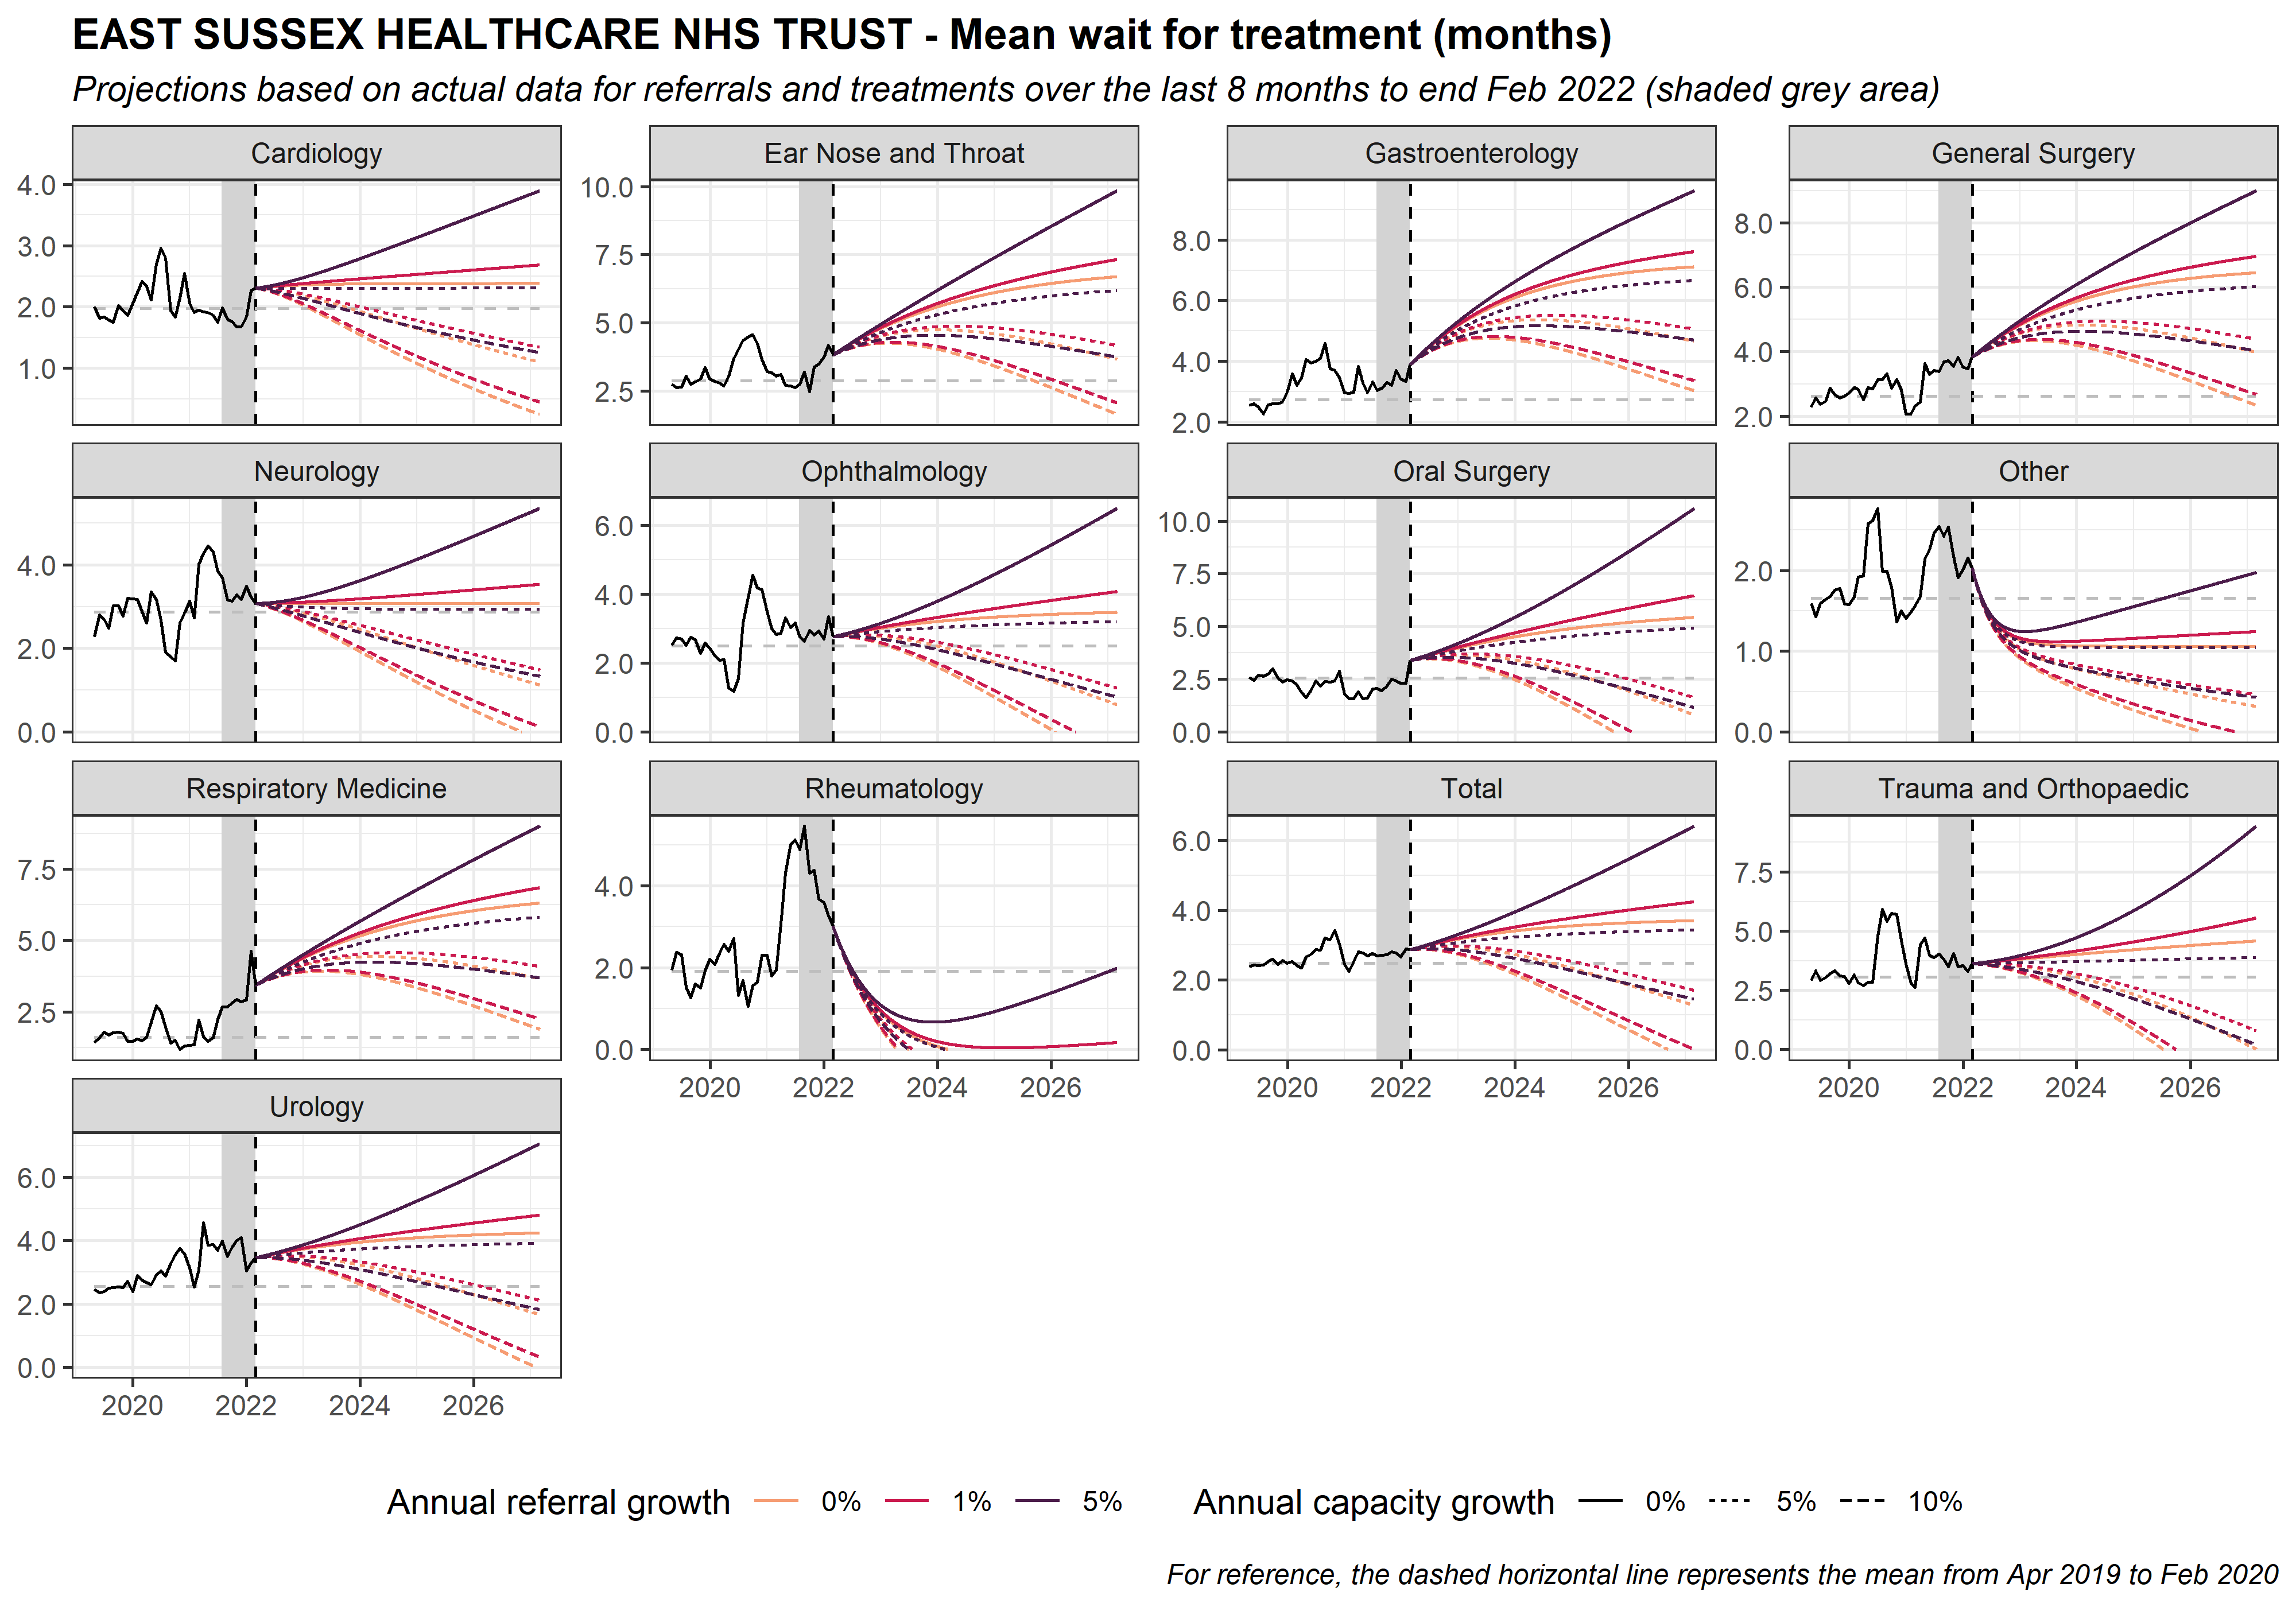 EAST SUSSEX HEALTHCARE NHS TRUST - Mean wait for treatment (months)
Projections based on actual data for referrals and treatments over the last 8 months to end Feb 2022 (shaded grey area)
Cardiology
4.0
3.0
2.0
1.0
Ear Nose and Throat
10.0
7.5
5.0
2.5
Gastroenterology
8.0
6.0
4.0
2.0
General Surgery
8.0
6.0
4.0
2.0
Neurology
4.0
2.0
0.0
Ophthalmology
6.0
4.0
2.0
0.0
Oral Surgery
10.0
7.5
5.0
2.5
0.0
Other
2.0
1.0
0.0
Respiratory Medicine
7.5
5.0
2.5
Rheumatology
4.0
2.0
0.0
2020 2022 2024 2026
Total
6.0
4.0
2.0
0.0
2020 2022 2024 2026
Trauma and Orthopaedic
7.5
5.0
2.5
0.0
2020 2022 2024 2026
Urology
6.0
4.0
2.0
0.0
2020 2022 2024 2026
Annual referral growth 0% 1% 5% Annual capacity growth 0% 5% 10%
For reference, the dashed horizontal line represents the mean from Apr 2019 to Feb 2020